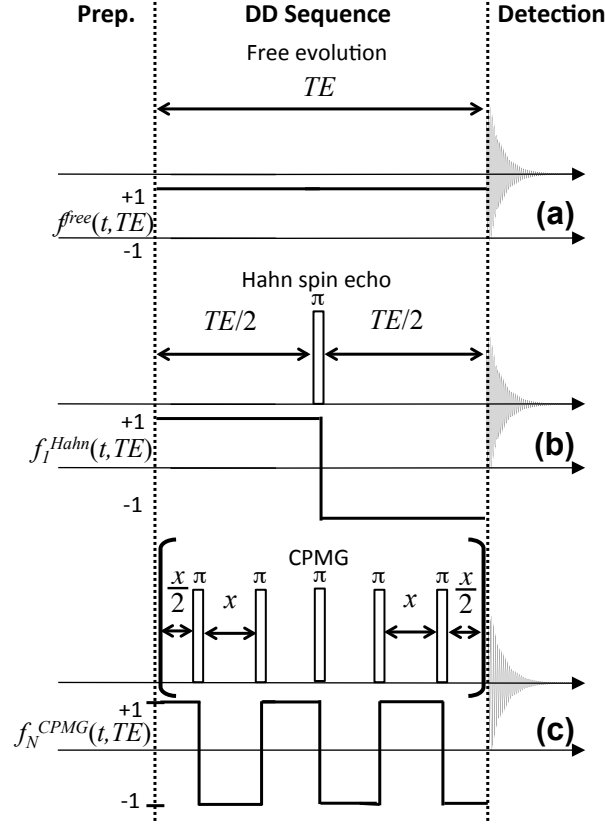 Prep. DD Sequence Detection
Free evolution
TE
+1
f^free(t,TE)
-1
(a)
Hahn spin echo
π
TE/2 TE/2
+1
f_1^Hahn(t,TE)
-1
(b)
CPMG
x/2 π x π π π x π x/2
+1
f_N^CPMG(t,TE)
-1
(c)